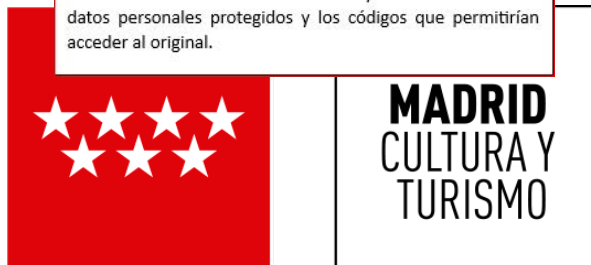 datos personales protegidos y los códigos que permitirían
acceder al original.
MADRID
CULTURA Y
TURISMO